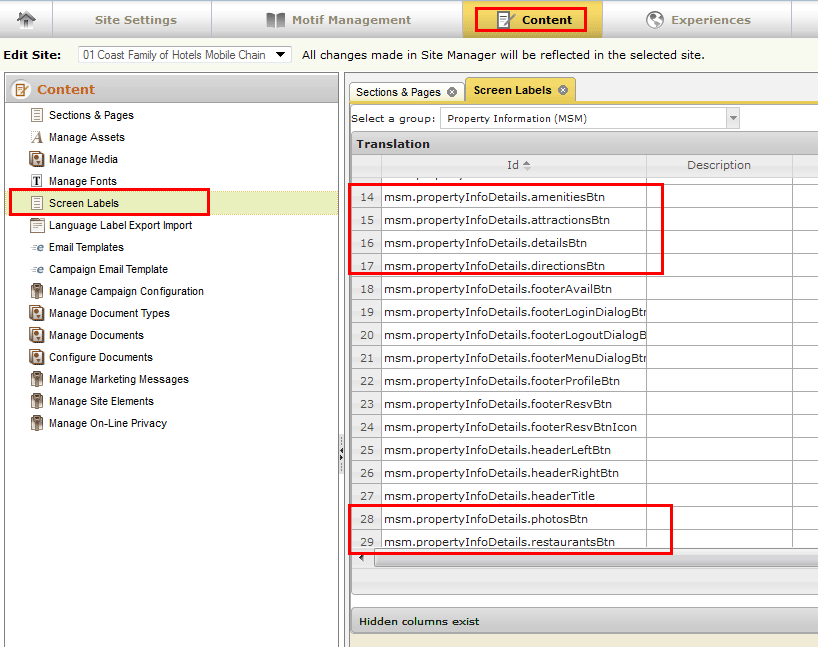 Site Settings Motif Management Content Experiences
Edit Site: 01 Coast Family of Hotels Mobile Chain All changes made in Site Manager will be reflected in the selected site.
Content
Sections & Pages
Manage Assets
Manage Media
Manage Fonts
Screen Labels
Language Label Export Import
Email Templates
Campaign Email Template
Manage Campaign Configuration
Manage Document Types
Manage Documents
Configure Documents
Manage Marketing Messages
Manage Site Elements
Manage On-Line Privacy
Sections & Pages Screen Labels
Select a group: Property Information (MSM)
Translation
Id Description
14 msm.propertyInfoDetails.amenitiesBtn
15 msm.propertyInfoDetails.attractionsBtn
16 msm.propertyInfoDetails.detailsBtn
17 msm.propertyInfoDetails.directionsBtn
18 msm.propertyInfoDetails.footerAvailBtn
19 msm.propertyInfoDetails.footerLoginDialogBtn
20 msm.propertyInfoDetails.footerLogoutDialogB
21 msm.propertyInfoDetails.footerMenuDialogBtn
22 msm.propertyInfoDetails.footerProfileBtn
23 msm.propertyInfoDetails.footerResvBtn
24 msm.propertyInfoDetails.footerResvBtnIcon
25 msm.propertyInfoDetails.headerLeftBtn
26 msm.propertyInfoDetails.headerRightBtn
27 msm.propertyInfoDetails.headerTitle
28 msm.propertyInfoDetails.photosBtn
29 msm.propertyInfoDetails.restaurantsBtn
Hidden columns exist